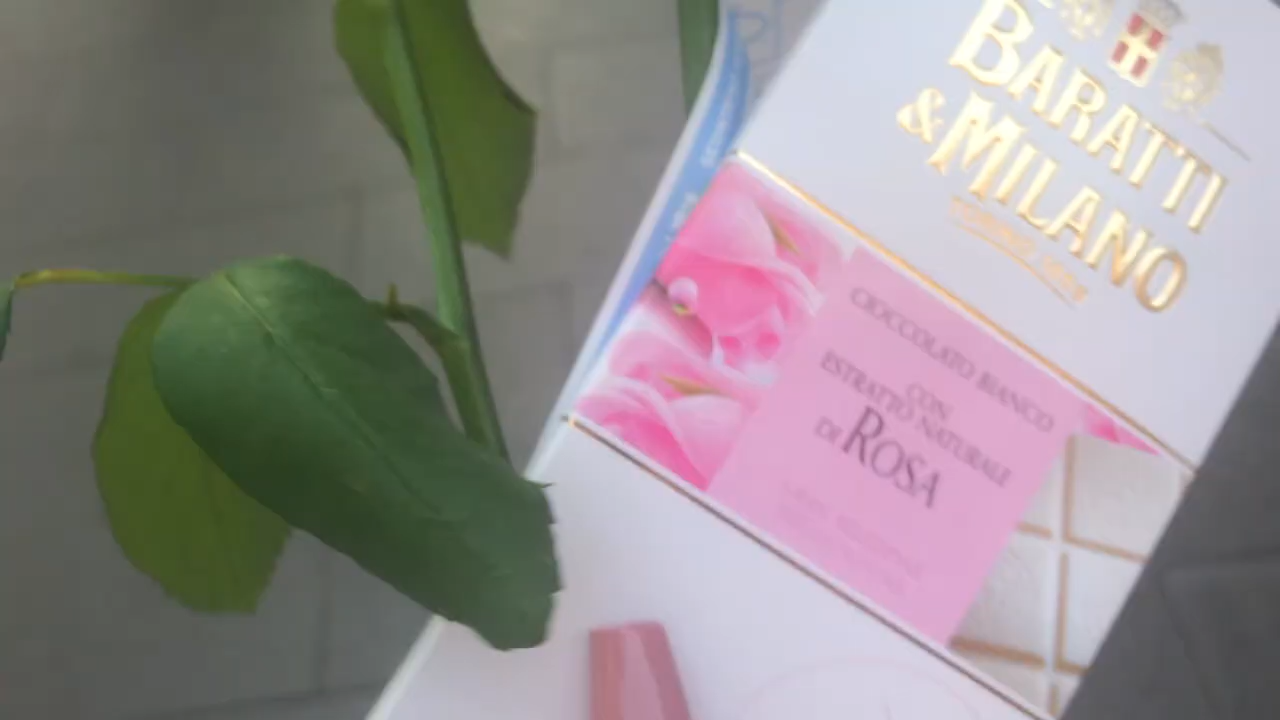 BARATTI
&MILANO
CIOCCOLATO BIANCO
CON
ESTRATTO NATURALE
DI ROSA